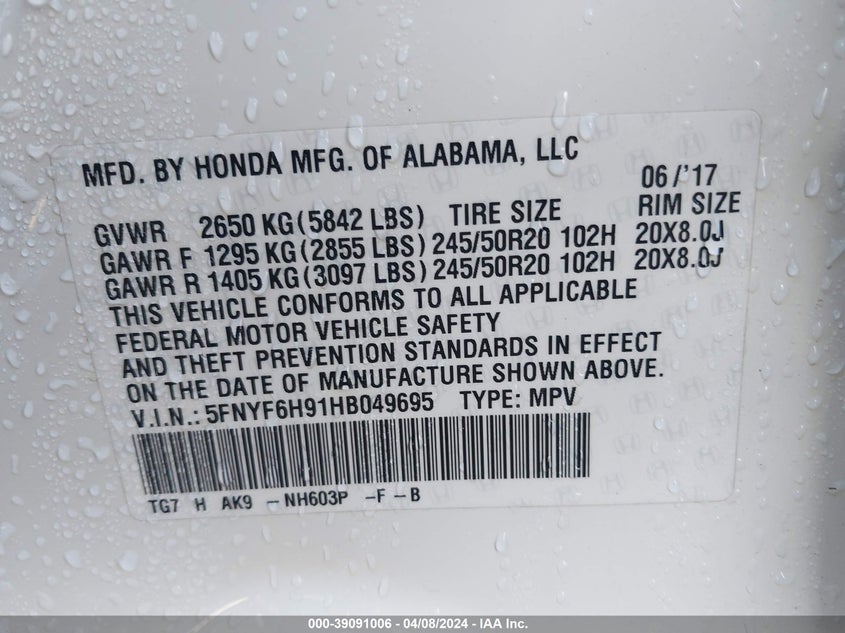 MFD. BY HONDA MFG. OF ALABAMA, LLC 06/'17
GVWR 2650 KG(5842 LBS) TIRE SIZE RIM SIZE
GAWR F 1295 KG(2855 LBS) 245/50R20 102H 20X8.0J
GAWR R 1405 KG(3097 LBS) 245/50R20 102H 20X8.0J
THIS VEHICLE CONFORMS TO ALL APPLICABLE
FEDERAL MOTOR VEHICLE SAFETY
AND THEFT PREVENTION STANDARDS IN EFFECT
ON THE DATE OF MANUFACTURE SHOWN ABOVE.
V.I.N.: 5FNYF6H91HB049695 TYPE: MPV
TG7 H AK9 -NH603P -F-B
000-39091006 - 04/08/2024 - IAA Inc.